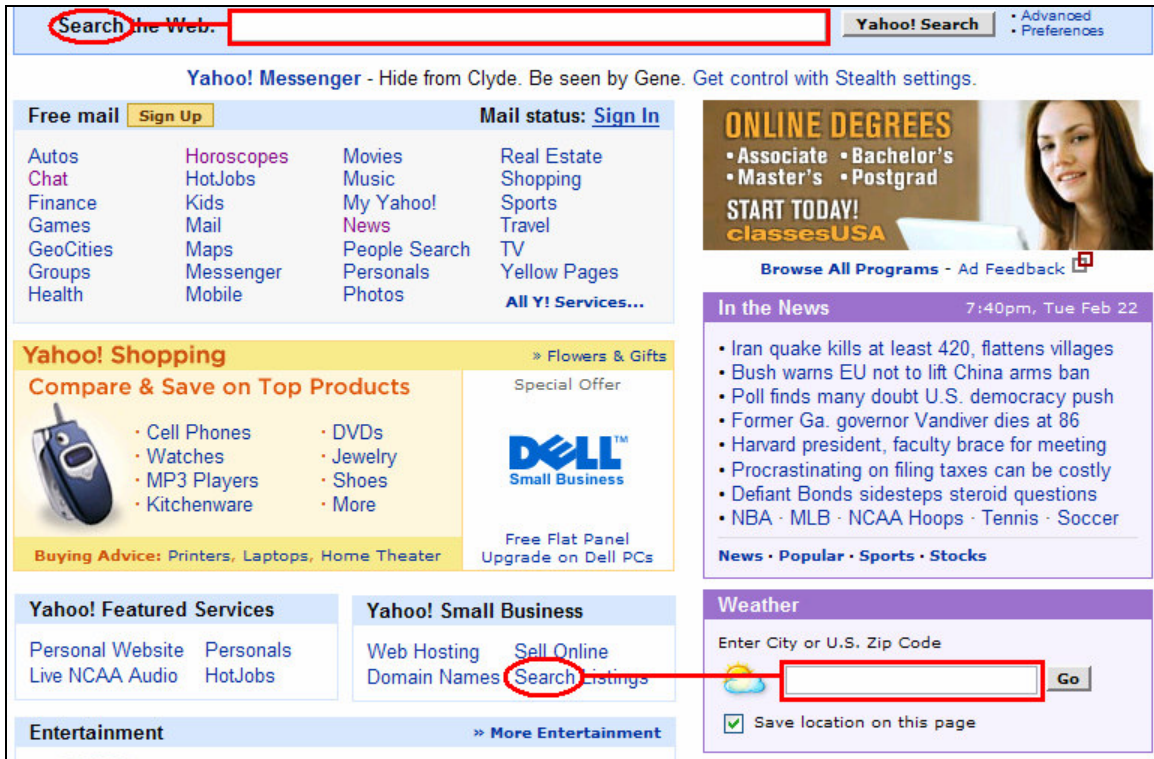 Search the Web: Yahoo! Search • Advanced
• Preferences
Yahoo! Messenger - Hide from Clyde. Be seen by Gene. Get control with Stealth settings.
Free mail Sign Up Mail status: Sign In
Autos Horoscopes Movies Real Estate
Chat HotJobs Music Shopping
Finance Kids My Yahoo! Sports
Games Mail News Travel
GeoCities Maps People Search TV
Groups Messenger Personals Yellow Pages
Health Mobile Photos All Y! Services...
ONLINE DEGREES
• Associate • Bachelor's
• Master's • Postgrad
START TODAY!
classesUSA
Browse All Programs - Ad Feedback
Yahoo! Shopping » Flowers & Gifts
Compare & Save on Top Products
· Cell Phones · DVDs
· Watches · Jewelry
· MP3 Players · Shoes
· Kitchenware · More
Buying Advice: Printers, Laptops, Home Theater
Special Offer
DELL™
Small Business
Free Flat Panel
Upgrade on Dell PCs
In the News 7:40pm, Tue Feb 22
• Iran quake kills at least 420, flattens villages
• Bush warns EU not to lift China arms ban
• Poll finds many doubt U.S. democracy push
• Former Ga. governor Vandiver dies at 86
• Harvard president, faculty brace for meeting
• Procrastinating on filing taxes can be costly
• Defiant Bonds sidesteps steroid questions
• NBA · MLB · NCAA Hoops · Tennis · Soccer
News · Popular · Sports · Stocks
Yahoo! Featured Services
Personal Website Personals
Live NCAA Audio HotJobs
Yahoo! Small Business
Web Hosting Sell Online
Domain Names Search Listings
Weather
Enter City or U.S. Zip Code
Go
Save location on this page
Entertainment » More Entertainment